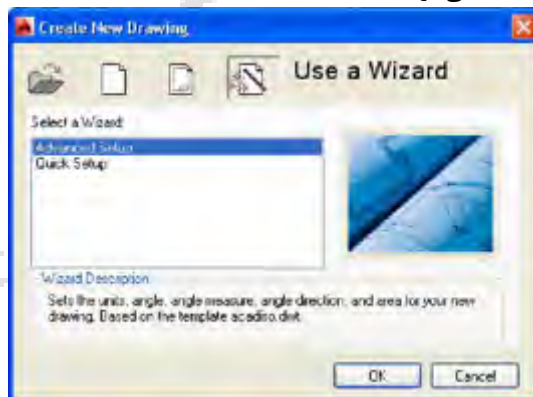 Create New Drawing
Use a Wizard
Select a Wizard:
Advanced Setup
Quick Setup
Wizard Description
Sets the units, angle, angle measure, angle direction, and area for your new
drawing. Based on the template acadiso.dwt.
OK
Cancel